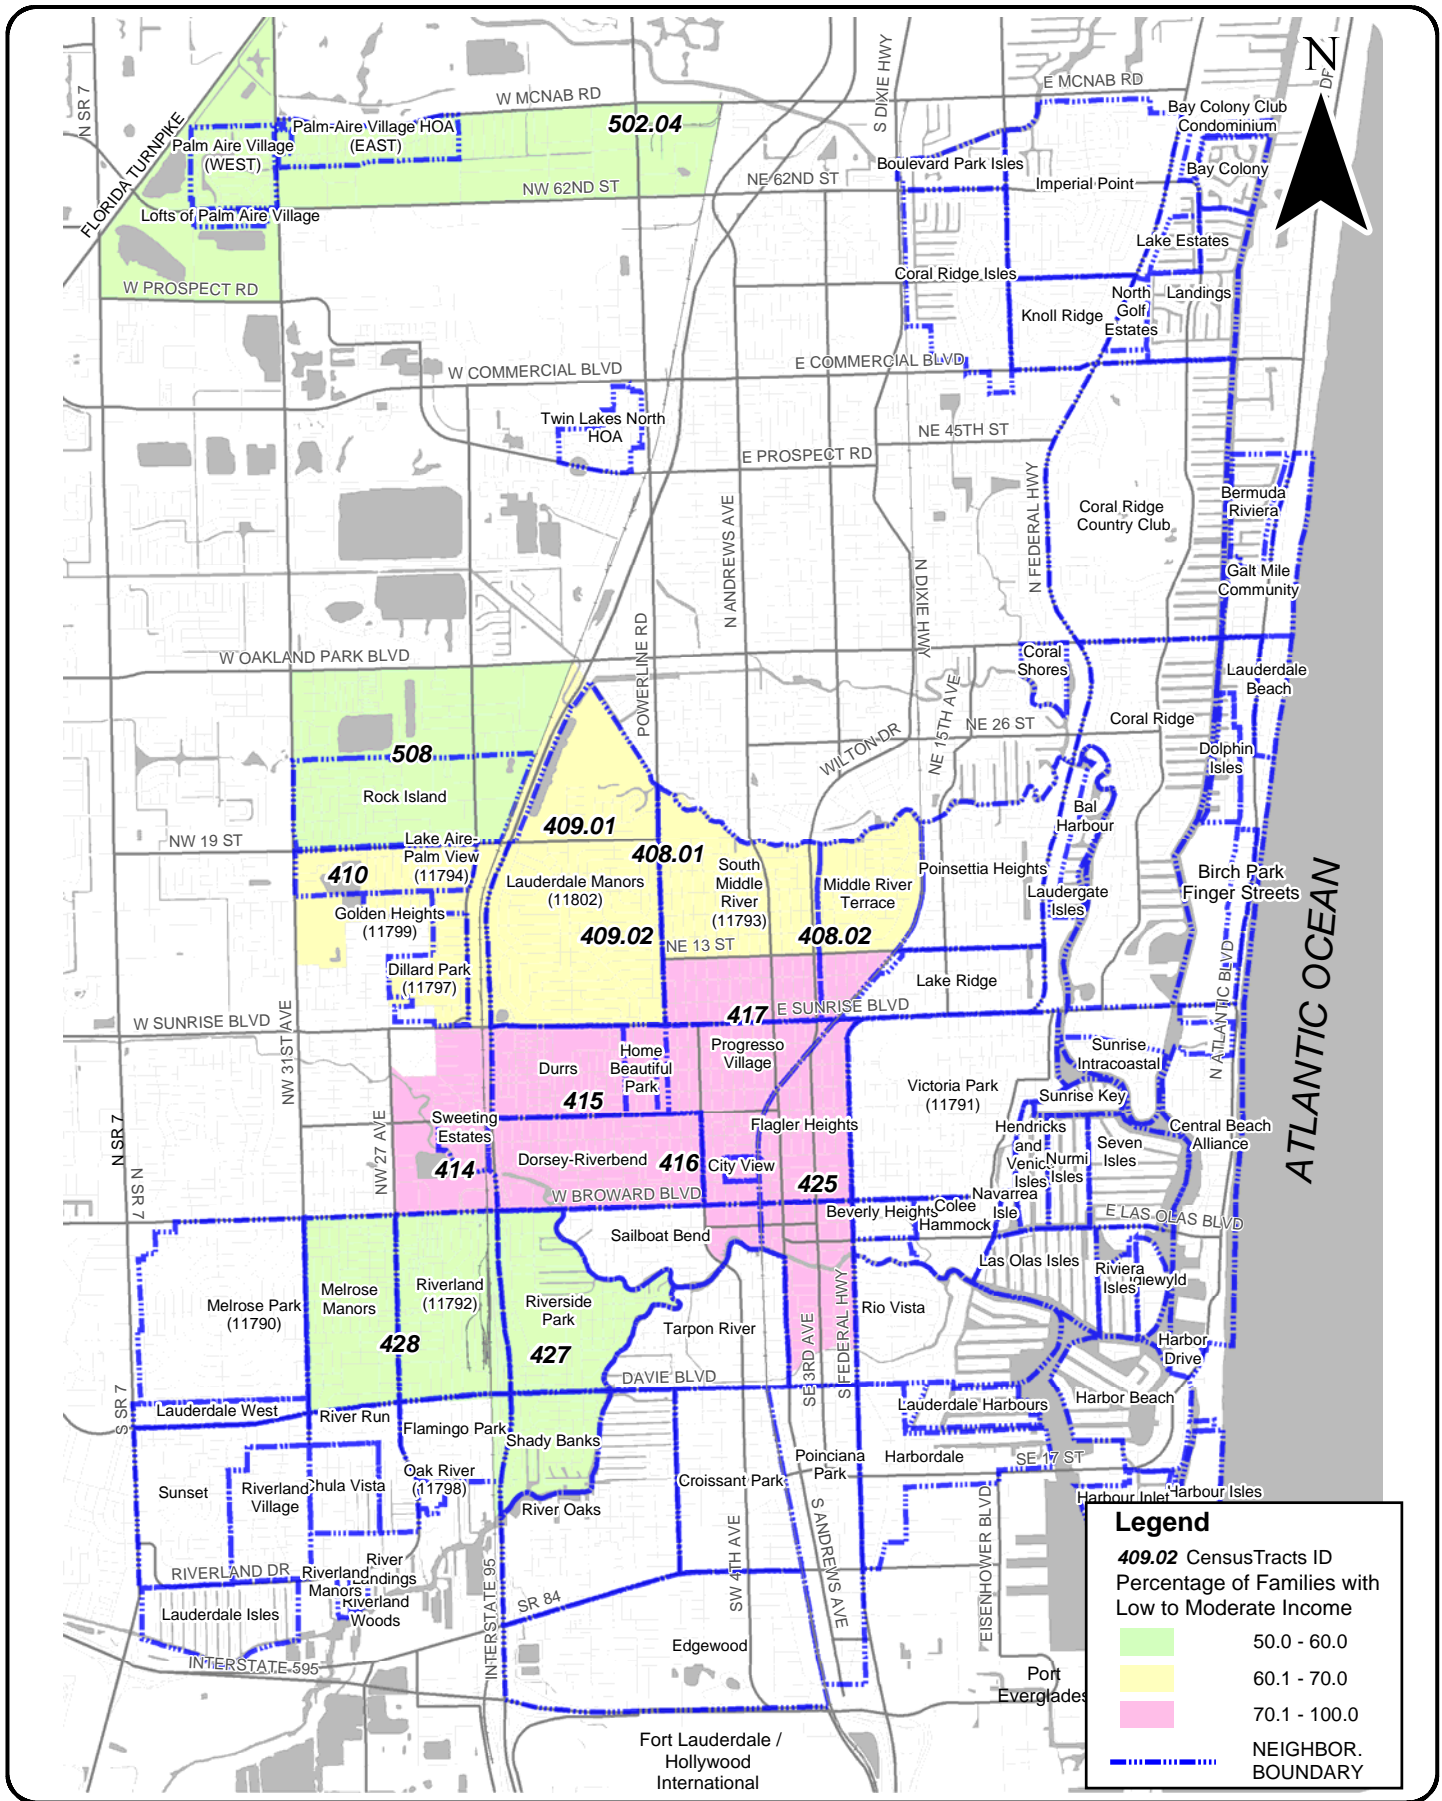 N
DR
N SR 7
S DIXIE HWY
E MCNAB RD
W MCNAB RD
502.04
Bay Colony Club
Condominium
FLORIDA TURNPIKE
Palm Aire Village
(WEST)
Palm-Aire Village HOA
(EAST)
Boulevard Park Isles
Bay Colony
NE 62ND ST
NW 62ND ST
Imperial Point
Lofts of Palm Aire Village
Lake Estates
Coral Ridge Isles
W PROSPECT RD
North
Golf
Estates
Landings
Knoll Ridge
W COMMERCIAL BLVD
E COMMERCIAL BLVD
Twin Lakes North
HOA
NE 45TH ST
E PROSPECT RD
N ANDREWS AVE
N FEDERAL HWY
Coral Ridge
Country Club
Bermuda
Riviera
N DIXIE HWY
Galt Mile
Community
POWERLINE RD
W OAKLAND PARK BLVD
Coral
Shores
Lauderdale
Beach
NE 15TH AVE
WILTON DR
NE 26 ST
Coral Ridge
508
Dolphin
Isles
Rock Island
409.01
Bal
Harbour
NW 19 ST
Lake Aire-
Palm View
(11794)
408.01
410
Lauderdale Manors
(11802)
South
Middle
River
(11793)
Middle River
Terrace
Poinsettia Heights
Laudergate
Isles
Birch Park
Finger Streets
Golden Heights
(11799)
409.02
NE 13 ST
408.02
Dillard Park
(11797)
Lake Ridge
ATLANTIC OCEAN
N ATLANTIC BLVD
NW 31ST AVE
W SUNRISE BLVD
417
E SUNRISE BLVD
Durrs
Home
Beautiful
Park
Progresso
Village
Sunrise
Intracoastal
415
Victoria Park
(11791)
Sunrise Key
N SR 7
N SR 7
NW 27 AVE
Sweeting
Estates
Flagler Heights
Hendricks
and
Venice
Isles
Nurmi
Isles
Seven
Isles
Central Beach
Alliance
414
Dorsey-Riverbend
416
City View
425
W BROWARD BLVD
Navarrea
Isle
Beverly Heights
Colee
Hammock
E LAS OLAS BLVD
Sailboat Bend
Las Olas Isles
Riviera
Isles
Melrose Park
(11790)
Melrose
Manors
Riverland
(11792)
Riverside
Park
Rio Vista
428
427
Tarpon River
SE 3RD AVE
S FEDERAL HWY
Harbor
Drive
DAVIE BLVD
S SR 7
Lauderdale West
River Run
Lauderdale Harbours
Harbor Beach
Flamingo Park
Shady Banks
Sunset
Riverland
Village
Chula Vista
Oak River
(11798)
Croissant Park
Poinciana
Park
Harbordale
SE 17 ST
Harbour Inlet
Harbour Isles
River Oaks
SW 4TH AVE
S ANDREWS AVE
EISENHOWER BLVD
RIVERLAND DR
Riverland
Manors
River
Landings
Riverland
Woods
INTERSTATE 95
SR 84
Lauderdale Isles
INTERSTATE 595
Edgewood
Port
Everglades
Fort Lauderdale /
Hollywood
International
Legend
409.02 CensusTracts ID
Percentage of Families with
Low to Moderate Income
50.0 - 60.0
60.1 - 70.0
70.1 - 100.0
NEIGHBOR.
BOUNDARY